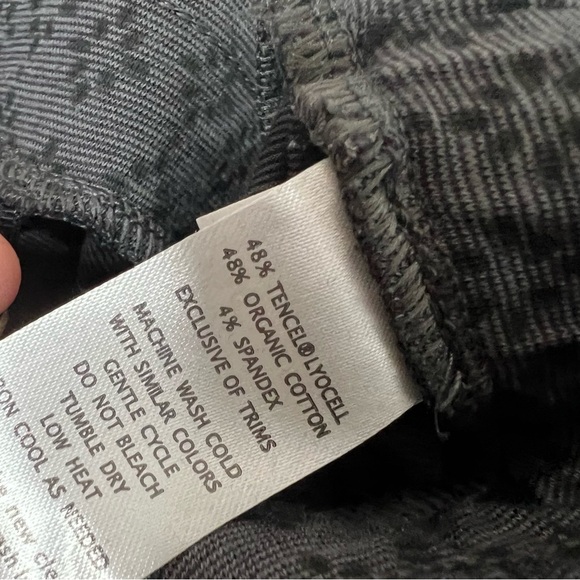 48% TENCEL® LYOCELL
48% ORGANIC COTTON
4% SPANDEX
EXCLUSIVE OF TRIMS
MACHINE WASH COLD
WITH SIMILAR COLORS
GENTLE CYCLE
DO NOT BLEACH
TUMBLE DRY
LOW HEAT
COOL AS NEEDED
new